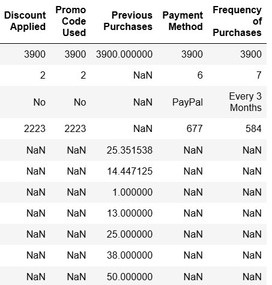 Discount Applied Promo Code Used Previous Purchases Payment Method Frequency of Purchases
3900 3900 3900.000000 3900 3900
2 2 NaN 6 7
No No NaN PayPal Every 3 Months
2223 2223 NaN 677 584
NaN NaN 25.351538 NaN NaN
NaN NaN 14.447125 NaN NaN
NaN NaN 1.000000 NaN NaN
NaN NaN 13.000000 NaN NaN
NaN NaN 25.000000 NaN NaN
NaN NaN 38.000000 NaN NaN
NaN NaN 50.000000 NaN NaN